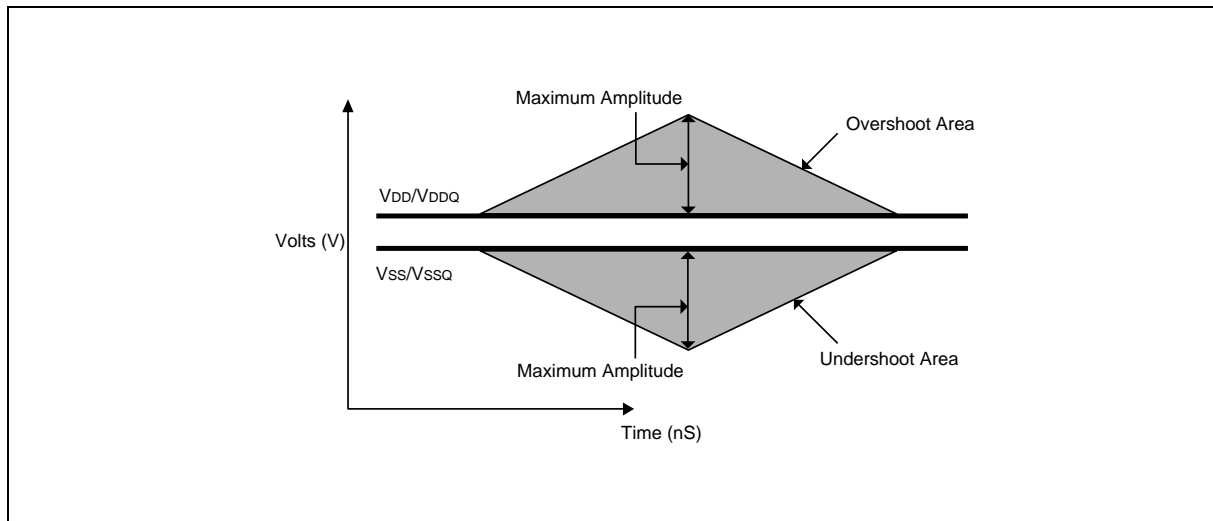 Maximum Amplitude
Overshoot Area
VDD/VDDQ
Volts (V)
VSS/VSSQ
Undershoot Area
Maximum Amplitude
Time (nS)